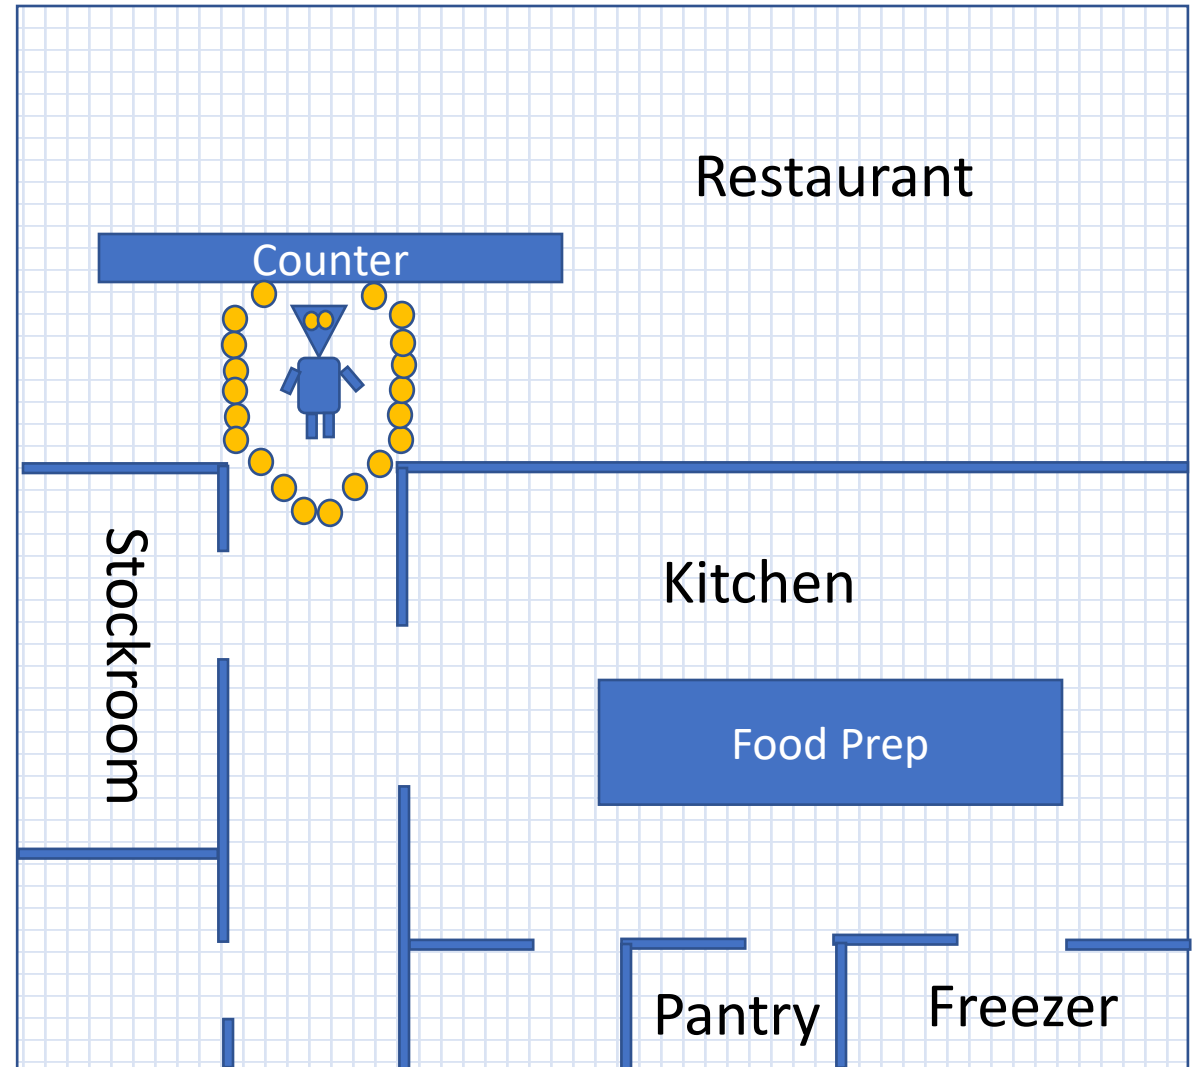 Restaurant
Counter
Kitchen
Stockroom
Food Prep
Pantry
Freezer